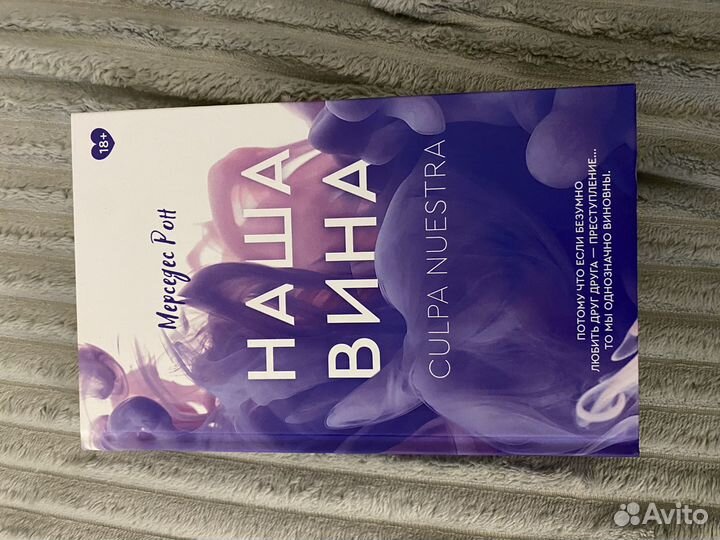 18+
Мерседес Рон
НАША
ВИНА
CULPA NUESTRA
ПОТОМУ ЧТО ЕСЛИ БЕЗУМНО
ЛЮБИТЬ ДРУГ ДРУГА — ПРЕСТУПЛЕНИЕ...
ТО МЫ ОДНОЗНАЧНО ВИНОВНЫ.
Avito